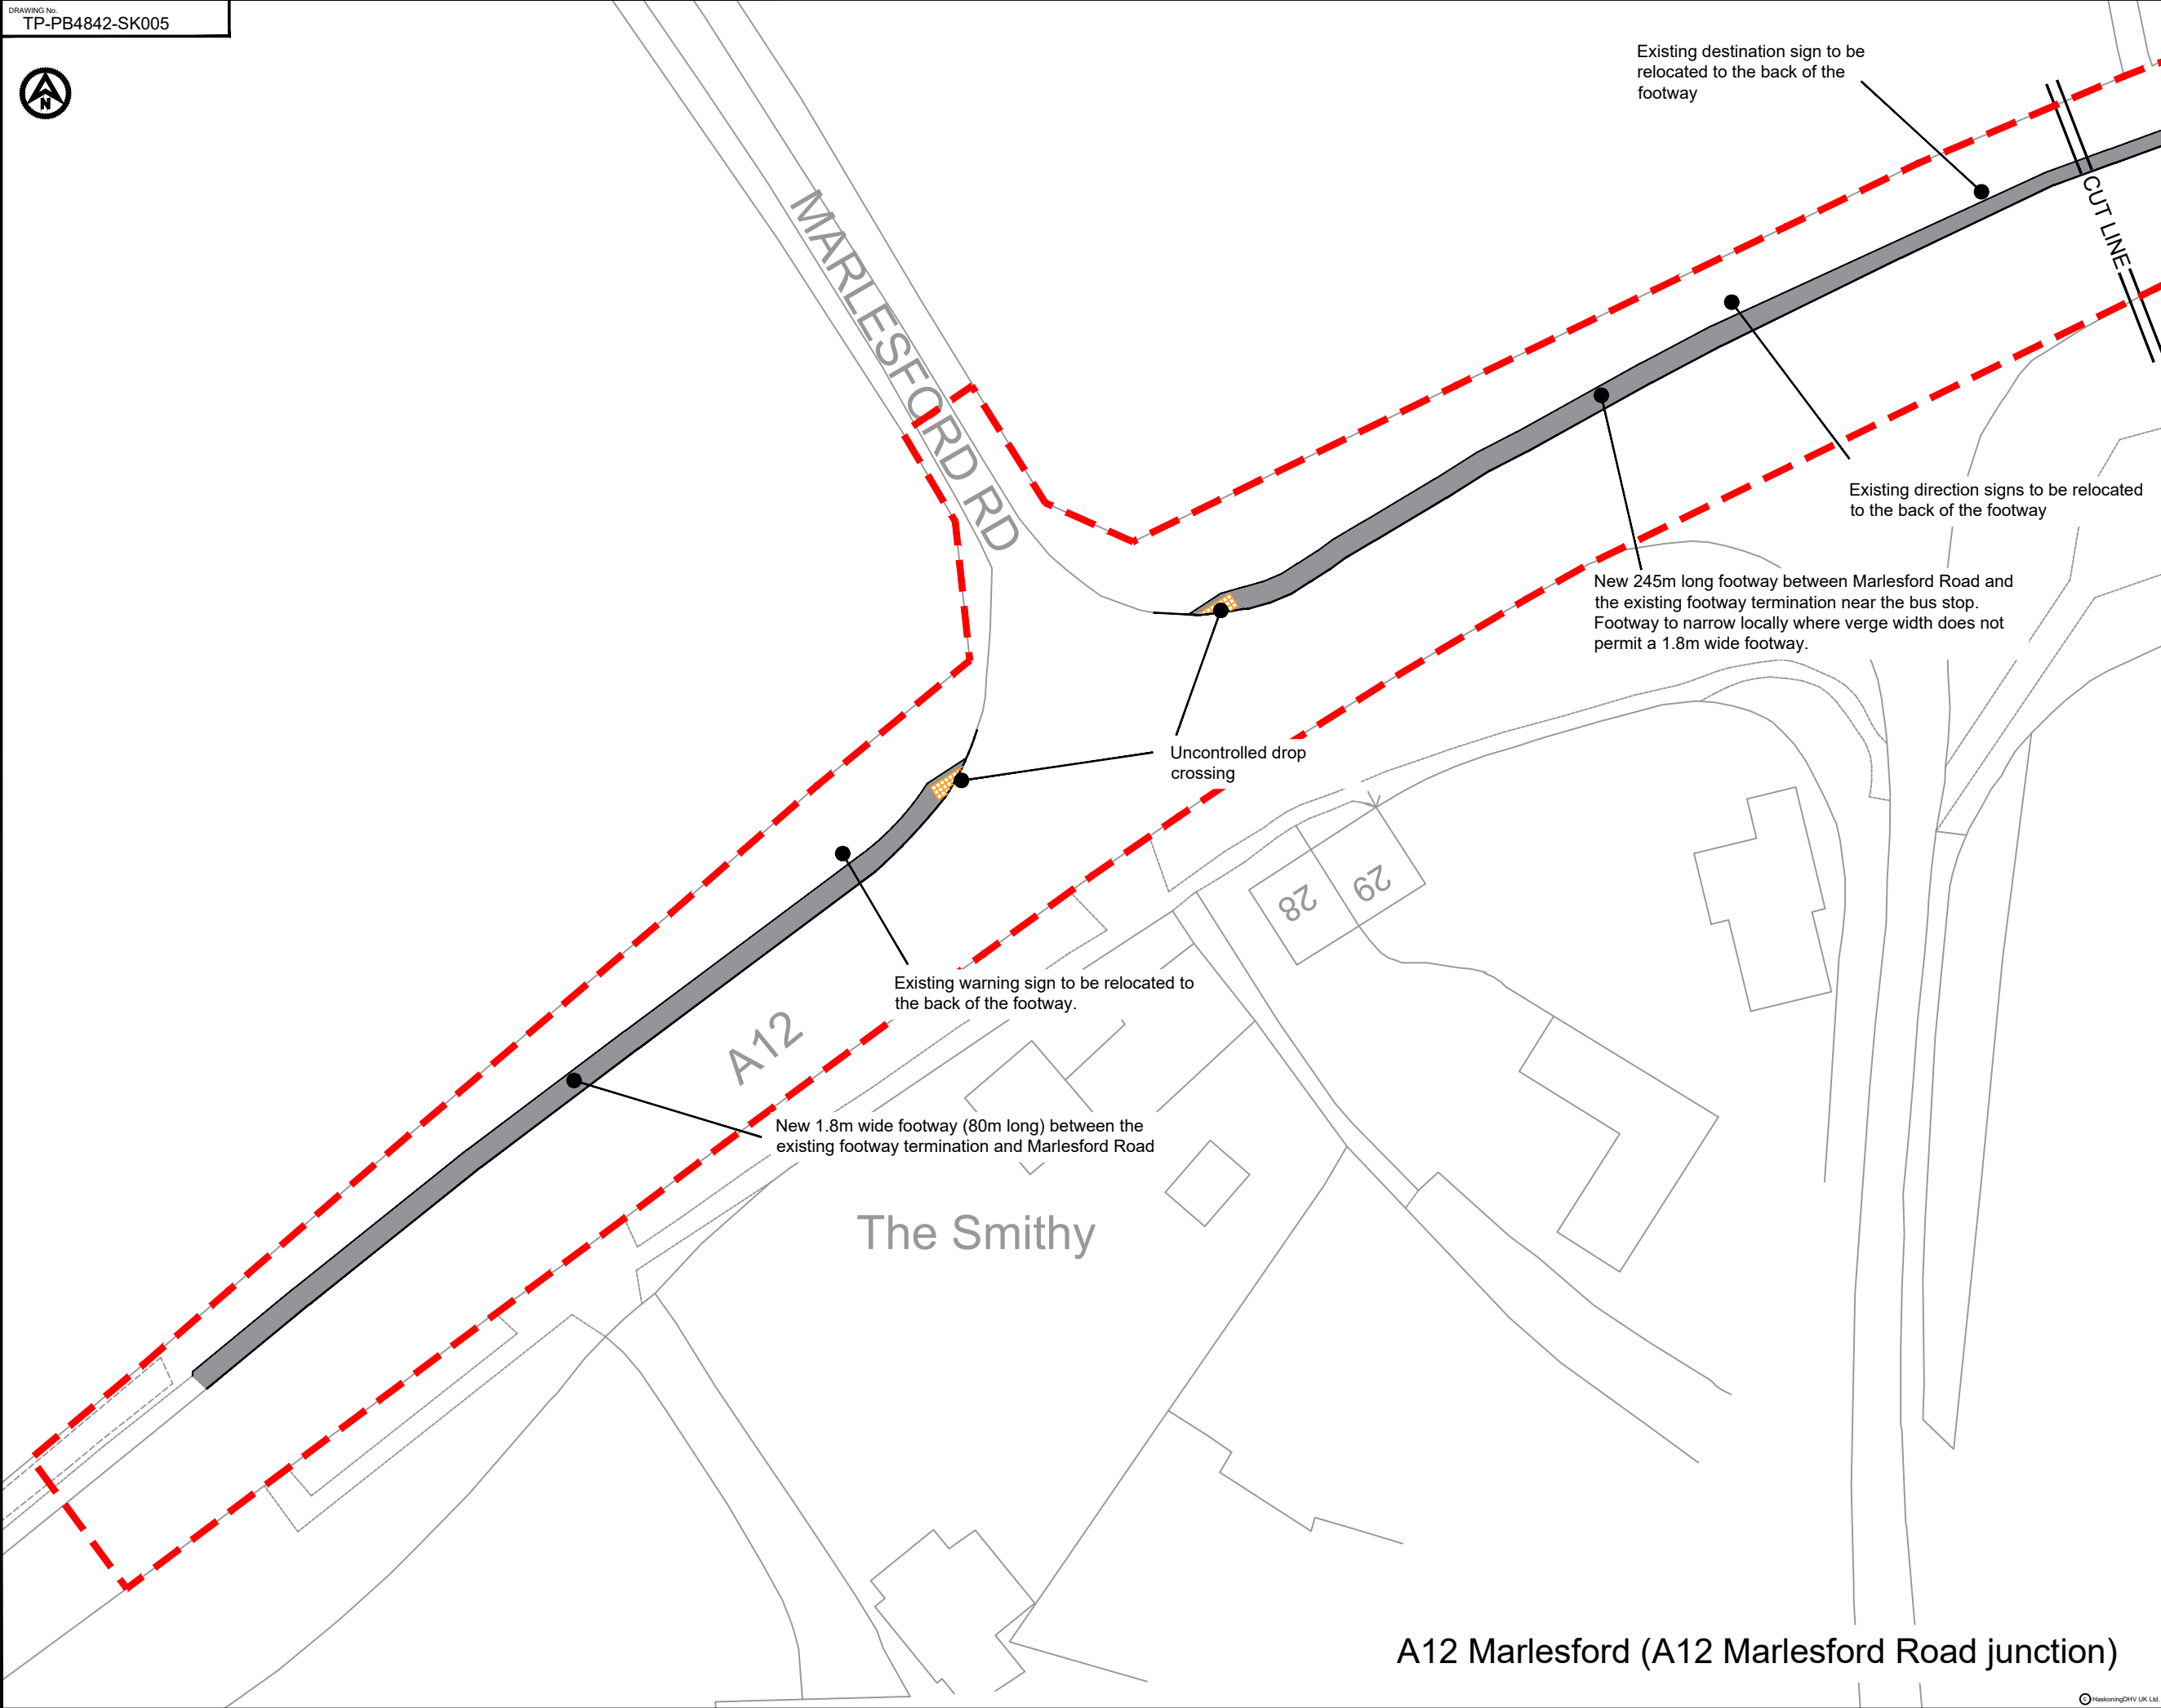 DRAWING No.
TP-PB4842-SK005
N
Existing destination sign to be
relocated to the back of the
footway
CUT LINE
MARLESFORD RD
Existing direction signs to be relocated
to the back of the footway
New 245m long footway between Marlesford Road and
the existing footway termination near the bus stop.
Footway to narrow locally where verge width does not
permit a 1.8m wide footway.
Uncontrolled drop
crossing
28
29
Existing warning sign to be relocated to
the back of the footway.
A12
New 1.8m wide footway (80m long) between the
existing footway termination and Marlesford Road
The Smithy
A12 Marlesford (A12 Marlesford Road junction)
© HaskoningDHV UK Ltd.